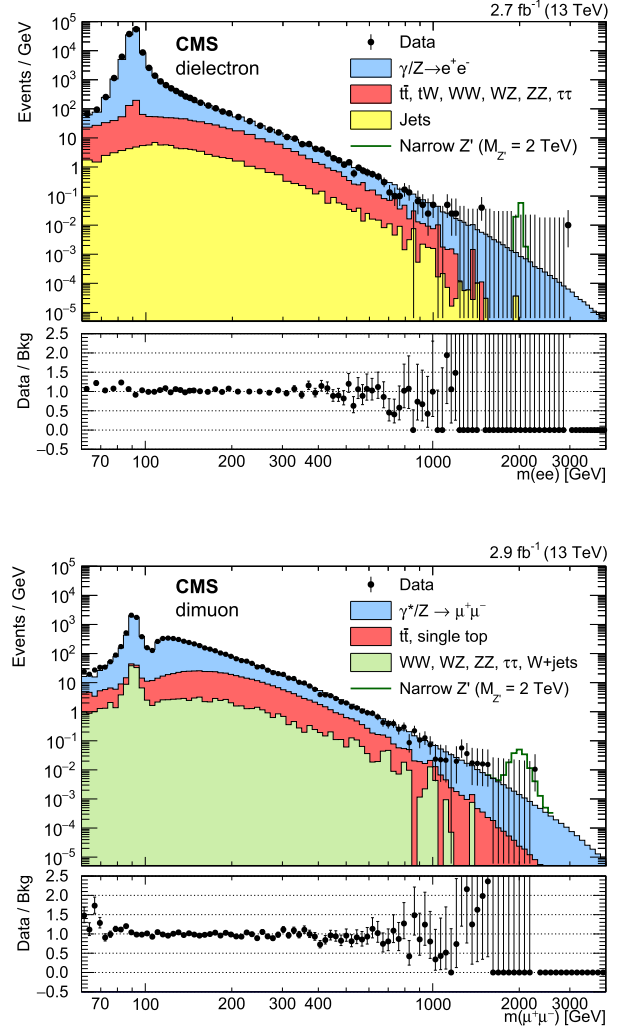 2.7 fb⁻¹ (13 TeV)
Events / GeV
10⁵
10⁴
10³
10²
10
1
10⁻¹
10⁻²
10⁻³
10⁻⁴
10⁻⁵
CMS
dielectron
Data
γ/Z→e⁺e⁻
tt̄, tW, WW, WZ, ZZ, ττ
Jets
Narrow Z' (M_Z' = 2 TeV)
Data / Bkg
2.5
2.0
1.5
1.0
0.5
0.0
−0.5
70 100 200 300 400 1000 2000 3000
m(ee) [GeV]
2.9 fb⁻¹ (13 TeV)
Events / GeV
10⁵
10⁴
10³
10²
10
1
10⁻¹
10⁻²
10⁻³
10⁻⁴
10⁻⁵
CMS
dimuon
Data
γ*/Z → μ⁺μ⁻
tt̄, single top
WW, WZ, ZZ, ττ, W+jets
Narrow Z' (M_Z' = 2 TeV)
Data / Bkg
2.5
2.0
1.5
1.0
0.5
0.0
−0.5
70 100 200 300 400 1000 2000 3000
m(μ⁺μ⁻) [GeV]